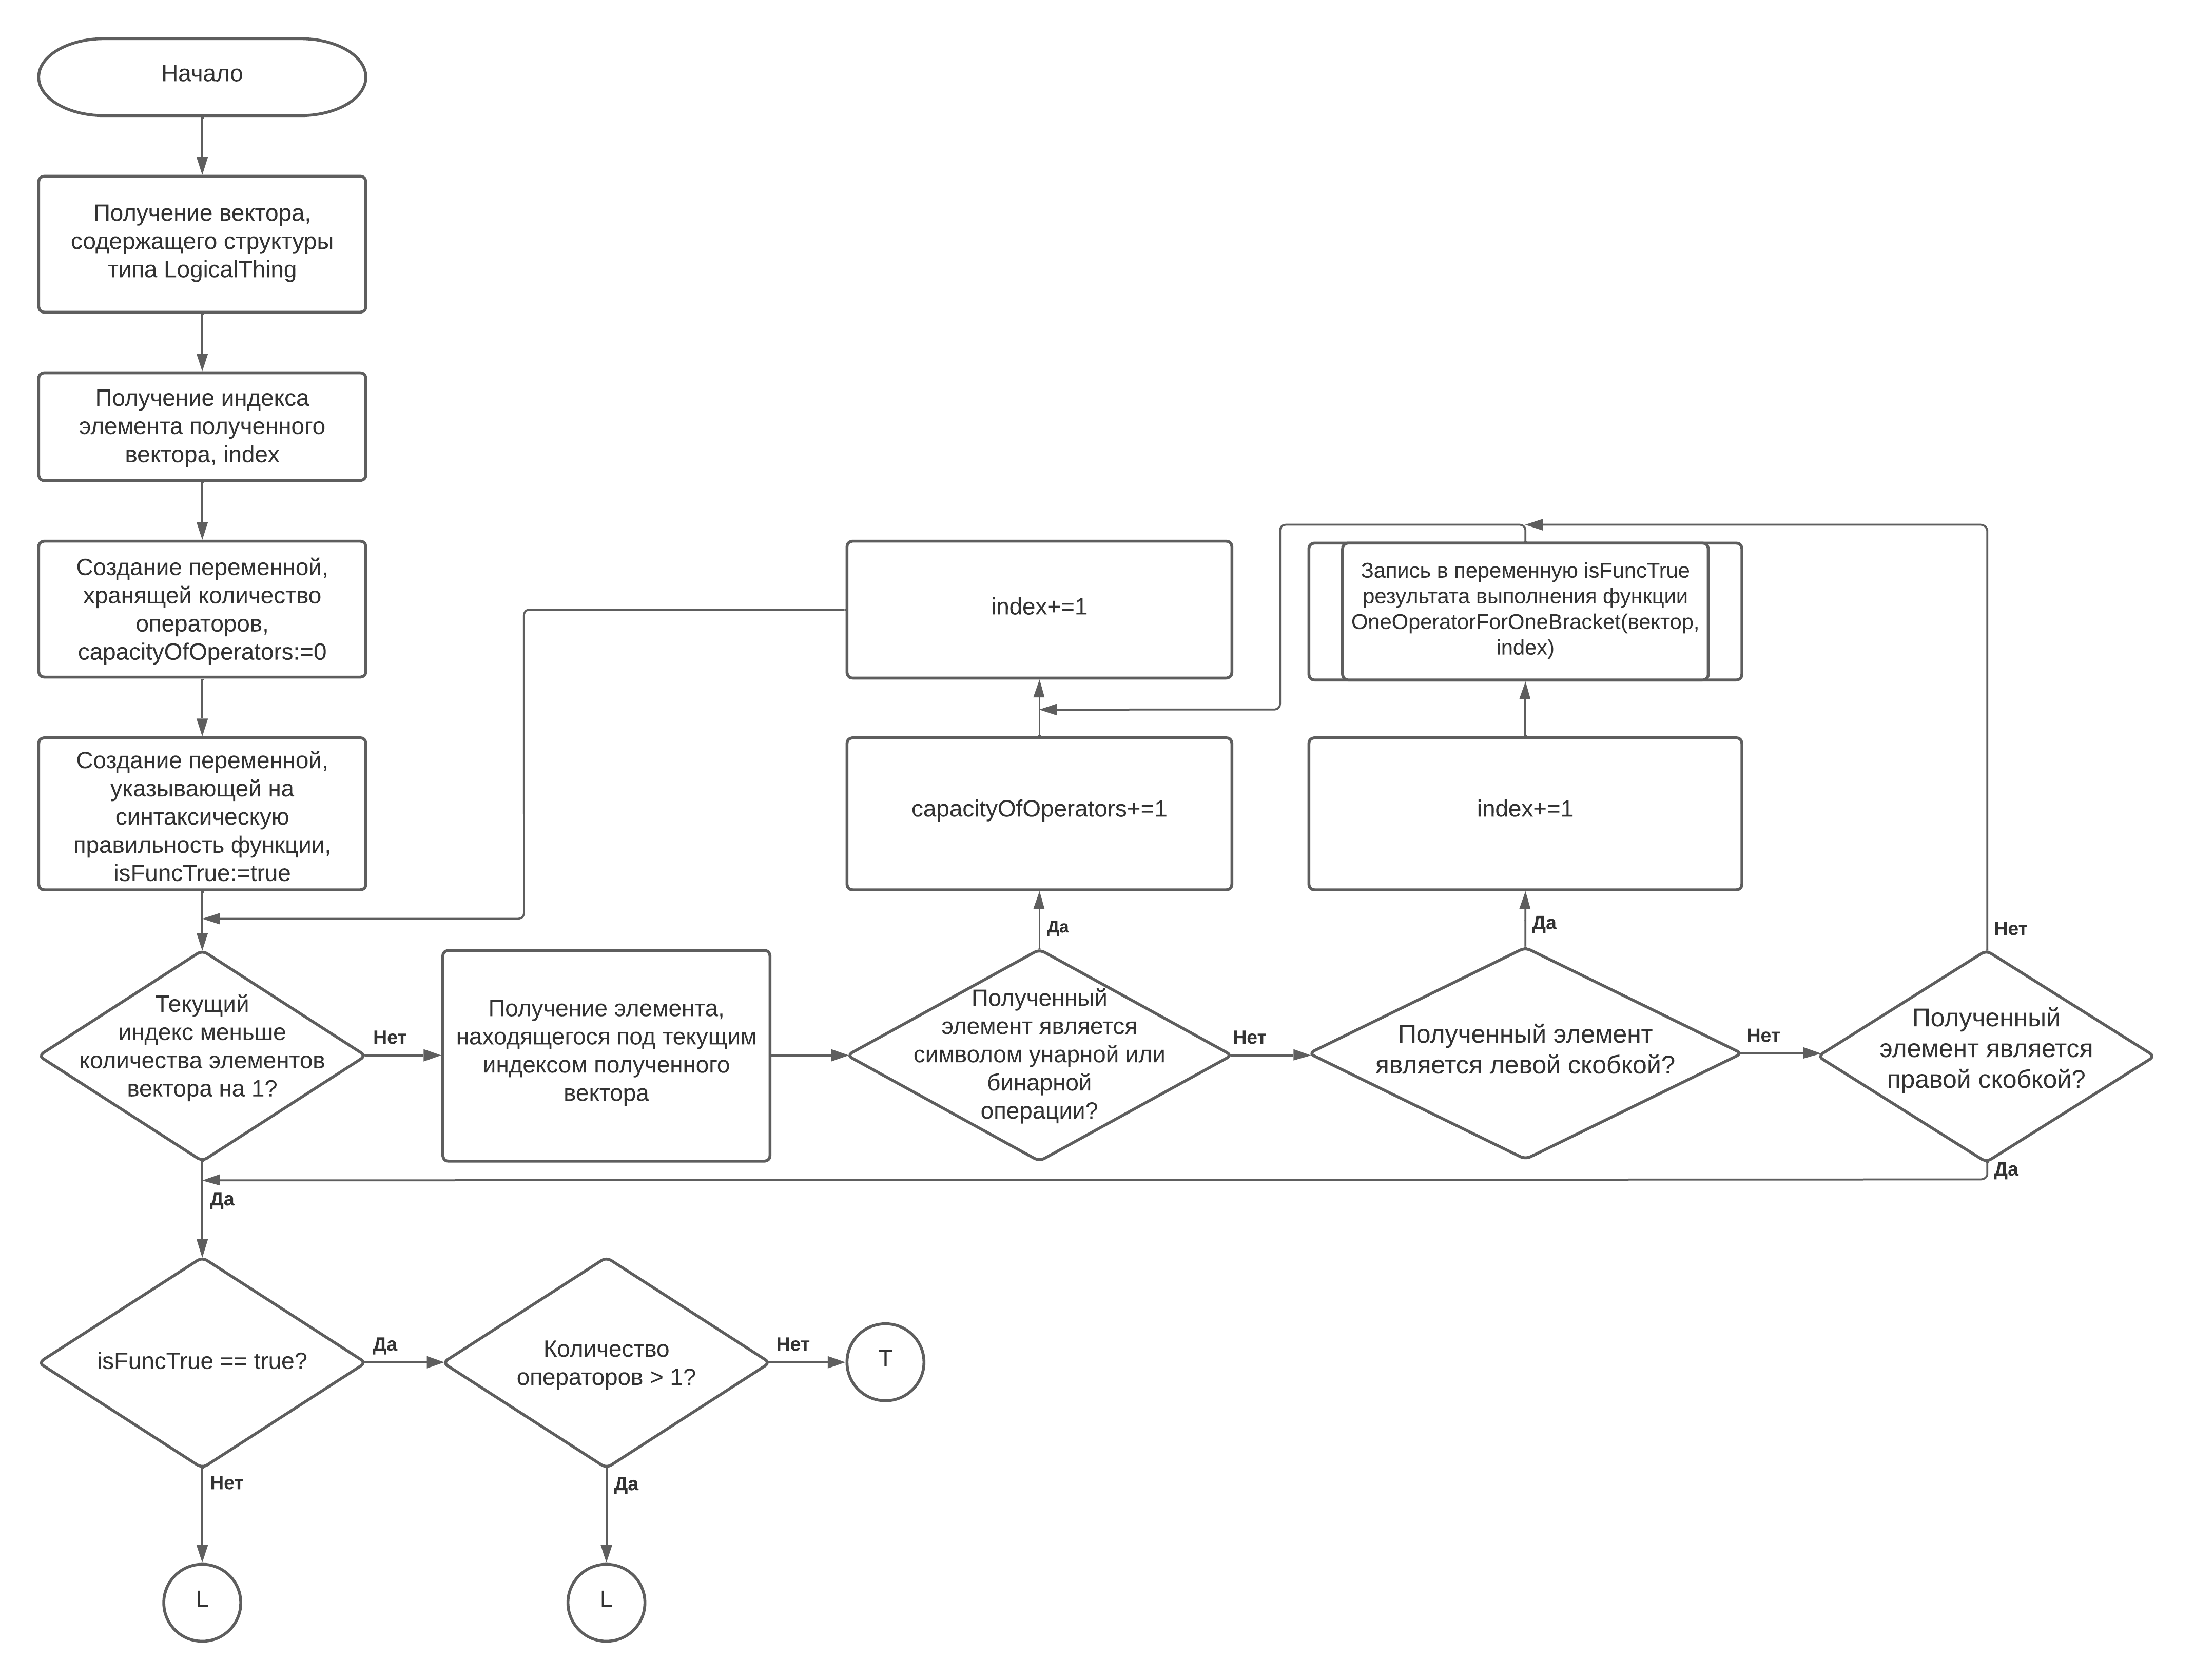 Начало
Получение вектора,
содержащего структуры
типа LogicalThing
Получение индекса
элемента полученного
вектора, index
Создание переменной,
хранящей количество
операторов,
capacityOfOperators:=0
Создание переменной,
указывающей на
синтаксическую
правильность функции,
isFuncTrue:=true
index+=1
Запись в переменную isFuncTrue
результата выполнения функции
OneOperatorForOneBracket(вектор,
index)
capacityOfOperators+=1
index+=1
Да
Да
Нет
Текущий
индекс меньше
количества элементов
вектора на 1?
Нет
Получение элемента,
находящегося под текущим
индексом полученного
вектора
Полученный
элемент является
символом унарной или
бинарной
операции?
Нет
Полученный элемент
является левой скобкой?
Нет
Полученный
элемент является
правой скобкой?
Да
Да
isFuncTrue == true?
Да
Количество
операторов > 1?
Нет
T
Нет
Да
L
L